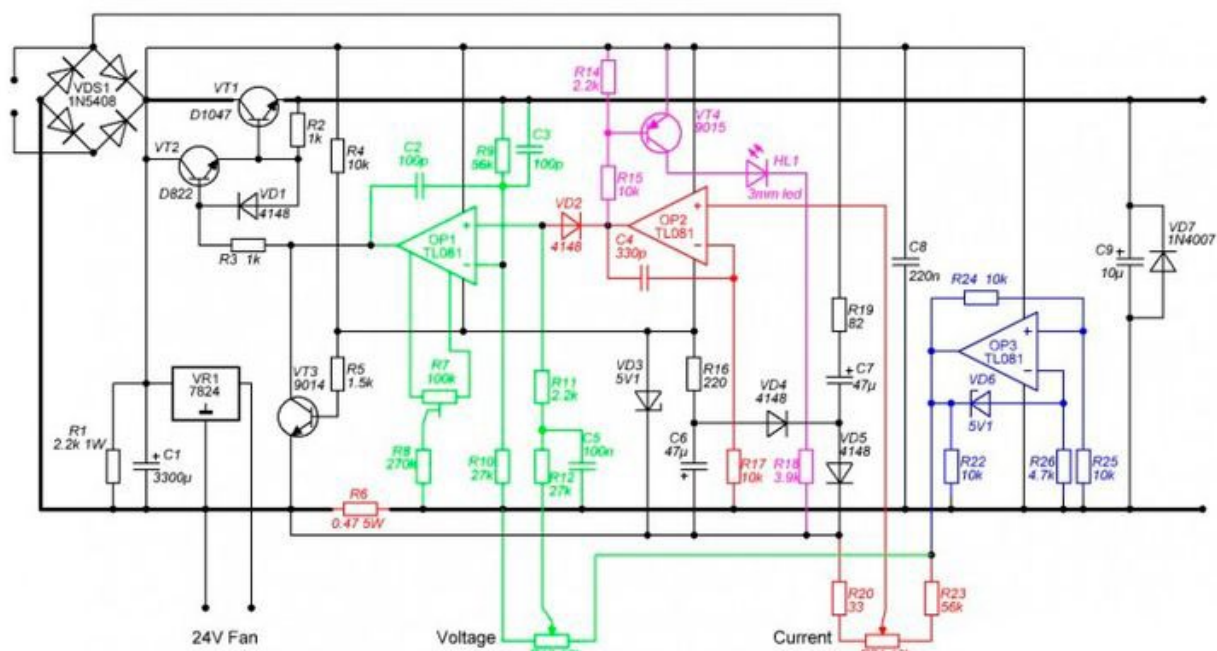 VDS1
1N5408
VT1
D1047
R2
1k
VT2
D822
VD1
4148
R3 1k
R4
10k
C2
100p
R9
56k
C3
100p
OP1
TL081
R14
2.2k
VT4
9015
R15
10k
HL1
3mm led
VD2
4148
OP2
TL081
C4
330p
C8
220n
C9
10µ
VD7
1N4007
R24 10k
OP3
TL081
VD6
5V1
R19
82
C7
47µ
VR1
7824
VT3
9014
R5
1.5k
R7
100k
R11
2.2k
VD3
5V1
R16
220
VD4
4148
VD5
4148
R1
2.2k 1W
C1
3300µ
R8
270k
R10
27k
R12
27k
C5
100n
C6
47µ
R17
10k
R18
3.9k
R22
10k
R26
4.7k
R25
10k
R6
0.47 5W
R20
33
R23
56k
24V Fan
Voltage
Current